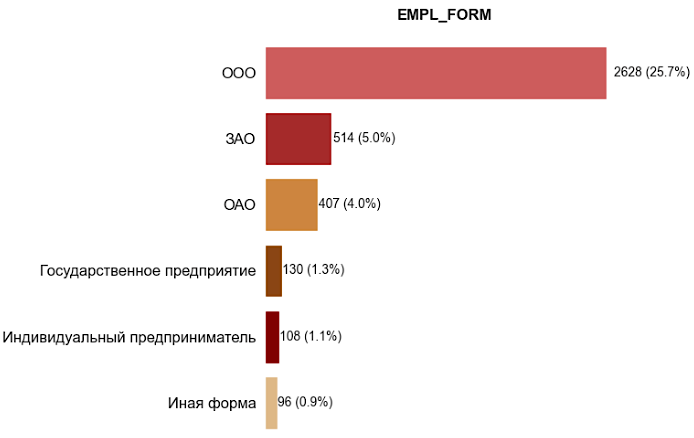 EMPL_FORM
ООО 2628 (25.7%)
ЗАО 514 (5.0%)
ОАО 407 (4.0%)
Государственное предприятие 130 (1.3%)
Индивидуальный предприниматель 108 (1.1%)
Иная форма 96 (0.9%)